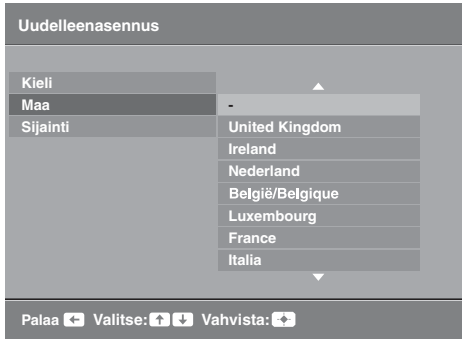 Uudelleenasennus
Kieli
Maa
Sijainti
-
United Kingdom
Ireland
Nederland
België/Belgique
Luxembourg
France
Italia
Palaa Valitse: Vahvista: